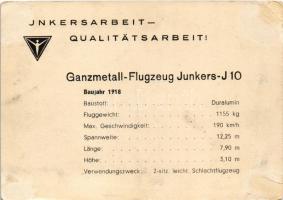 JNKERSARBEIT—
QUALITÄTSARBEIT!
Ganzmetall-Flugzeug Junkers-J 10
Baujahr 1918
Baustoff: Duralumin
Fluggewicht: 1155 kg
Max. Geschwindigkeit: 190 km/h
Spannweite: 12,25 m
Länge: 7,90 m
Höhe: 3,10 m
Verwendungszweck: 2-sitz. leicht. Schlachtflugzeug